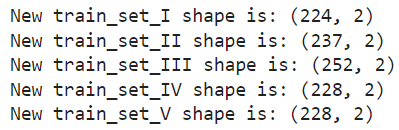 New train_set_I shape is: (224, 2)
New train_set_II shape is: (237, 2)
New train_set_III shape is: (252, 2)
New train_set_IV shape is: (228, 2)
New train_set_V shape is: (228, 2)